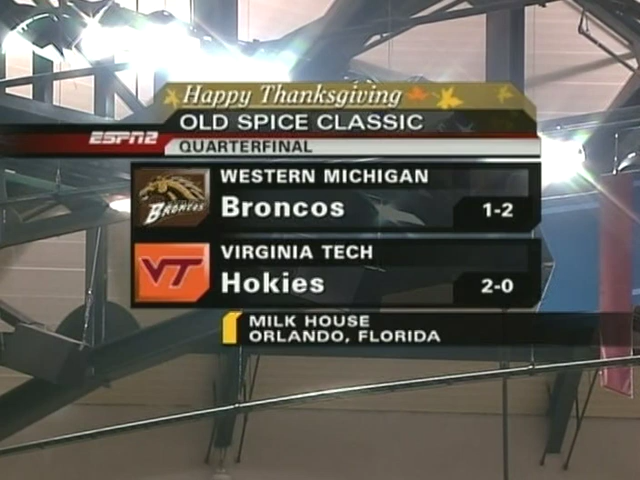 Happy Thanksgiving
OLD SPICE CLASSIC
ESPN2
QUARTERFINAL
WESTERN MICHIGAN
BRONCOS
Broncos
1-2
VIRGINIA TECH
VT
Hokies
2-0
MILK HOUSE
ORLANDO, FLORIDA